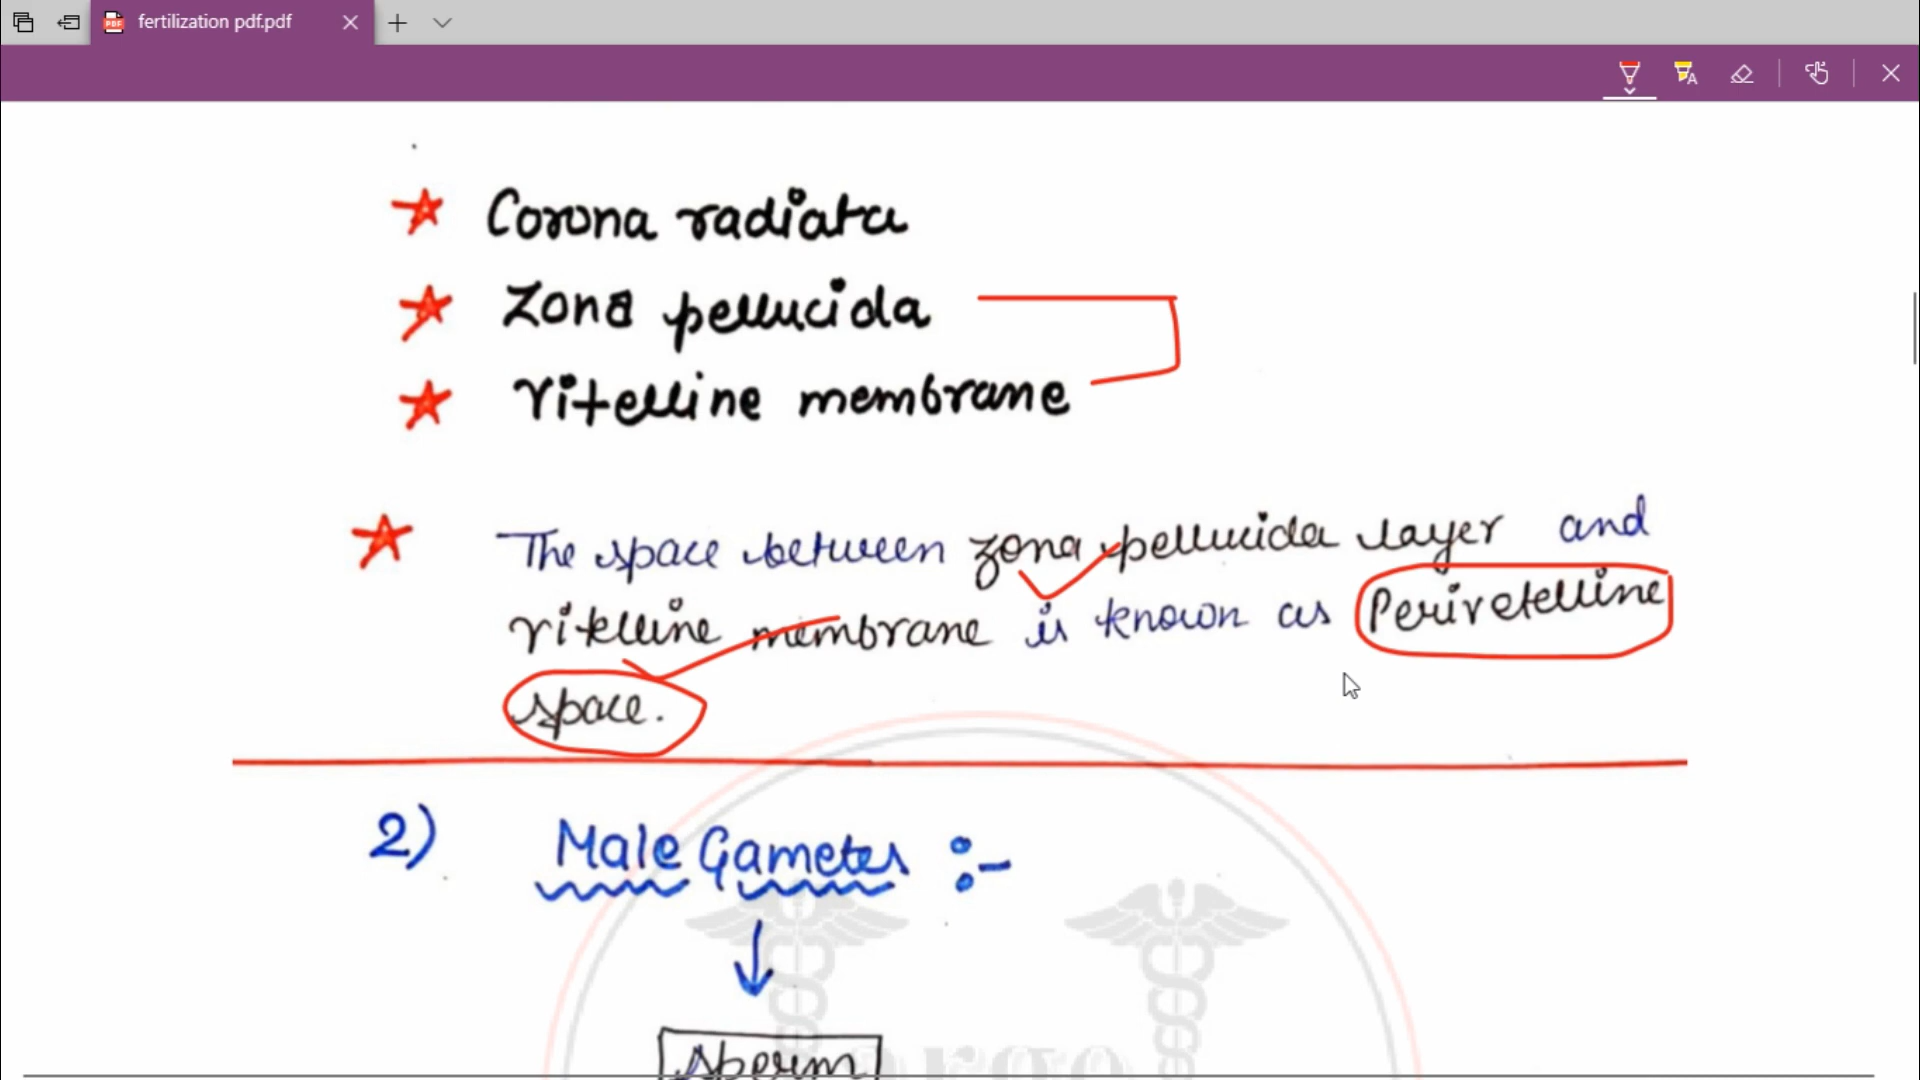 fertilization pdf.pdf
Corona radiata
Zona pellucida
Vitelline membrane
The space between zona pellucida layer and
vitelline membrane is known as Perivetelline
space.
2) Male Gametes :-
sperm